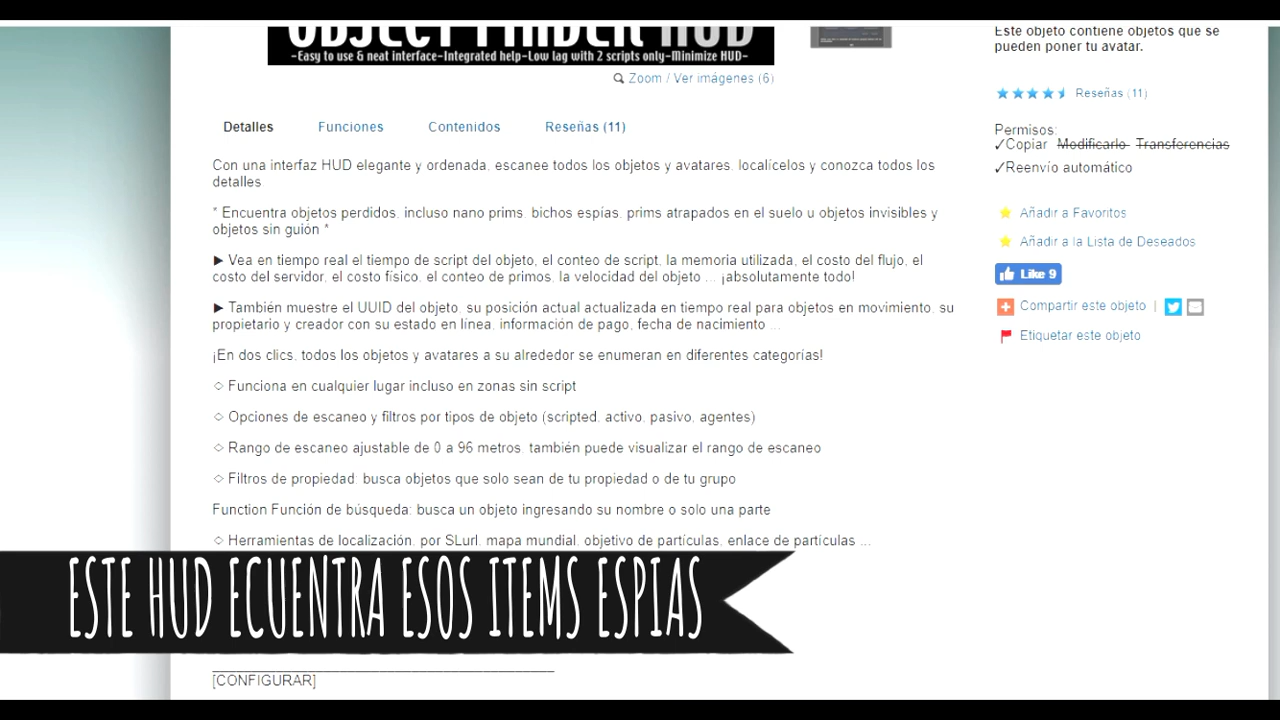 OBJECT FINDER HUD
-Easy to use & neat interface-Integrated help-Low lag with 2 scripts only-Minimize HUD-
Zoom / Ver imágenes (6)
Detalles Funciones Contenidos Reseñas (11)
Con una interfaz HUD elegante y ordenada, escanee todos los objetos y avatares, localícelos y conozca todos los
detalles
* Encuentra objetos perdidos, incluso nano prims, bichos espías, prims atrapados en el suelo u objetos invisibles y
objetos sin guión *
► Vea en tiempo real el tiempo de script del objeto, el conteo de script, la memoria utilizada, el costo del flujo, el
costo del servidor, el costo físico, el conteo de primos, la velocidad del objeto ... ¡absolutamente todo!
► También muestre el UUID del objeto, su posición actual actualizada en tiempo real para objetos en movimiento, su
propietario y creador con su estado en línea, información de pago, fecha de nacimiento ...
¡En dos clics, todos los objetos y avatares a su alrededor se enumeran en diferentes categorías!
◇ Funciona en cualquier lugar incluso en zonas sin script
◇ Opciones de escaneo y filtros por tipos de objeto (scripted, activo, pasivo, agentes)
◇ Rango de escaneo ajustable de 0 a 96 metros, también puede visualizar el rango de escaneo
◇ Filtros de propiedad: busca objetos que solo sean de tu propiedad o de tu grupo
Function Función de búsqueda: busca un objeto ingresando su nombre o solo una parte
◇ Herramientas de localización, por SLurl, mapa mundial, objetivo de partículas, enlace de partículas ...
ESTE HUD ECUENTRA ESOS ITEMS ESPIAS
[CONFIGURAR]
Este objeto contiene objetos que se
pueden poner tu avatar.
Reseñas (11)
Permisos:
✓Copiar Modificarlo Transferencias
✓Reenvío automático
Añadir a Favoritos
Añadir a la Lista de Deseados
Like 9
Compartir este objeto |
Etiquetar este objeto